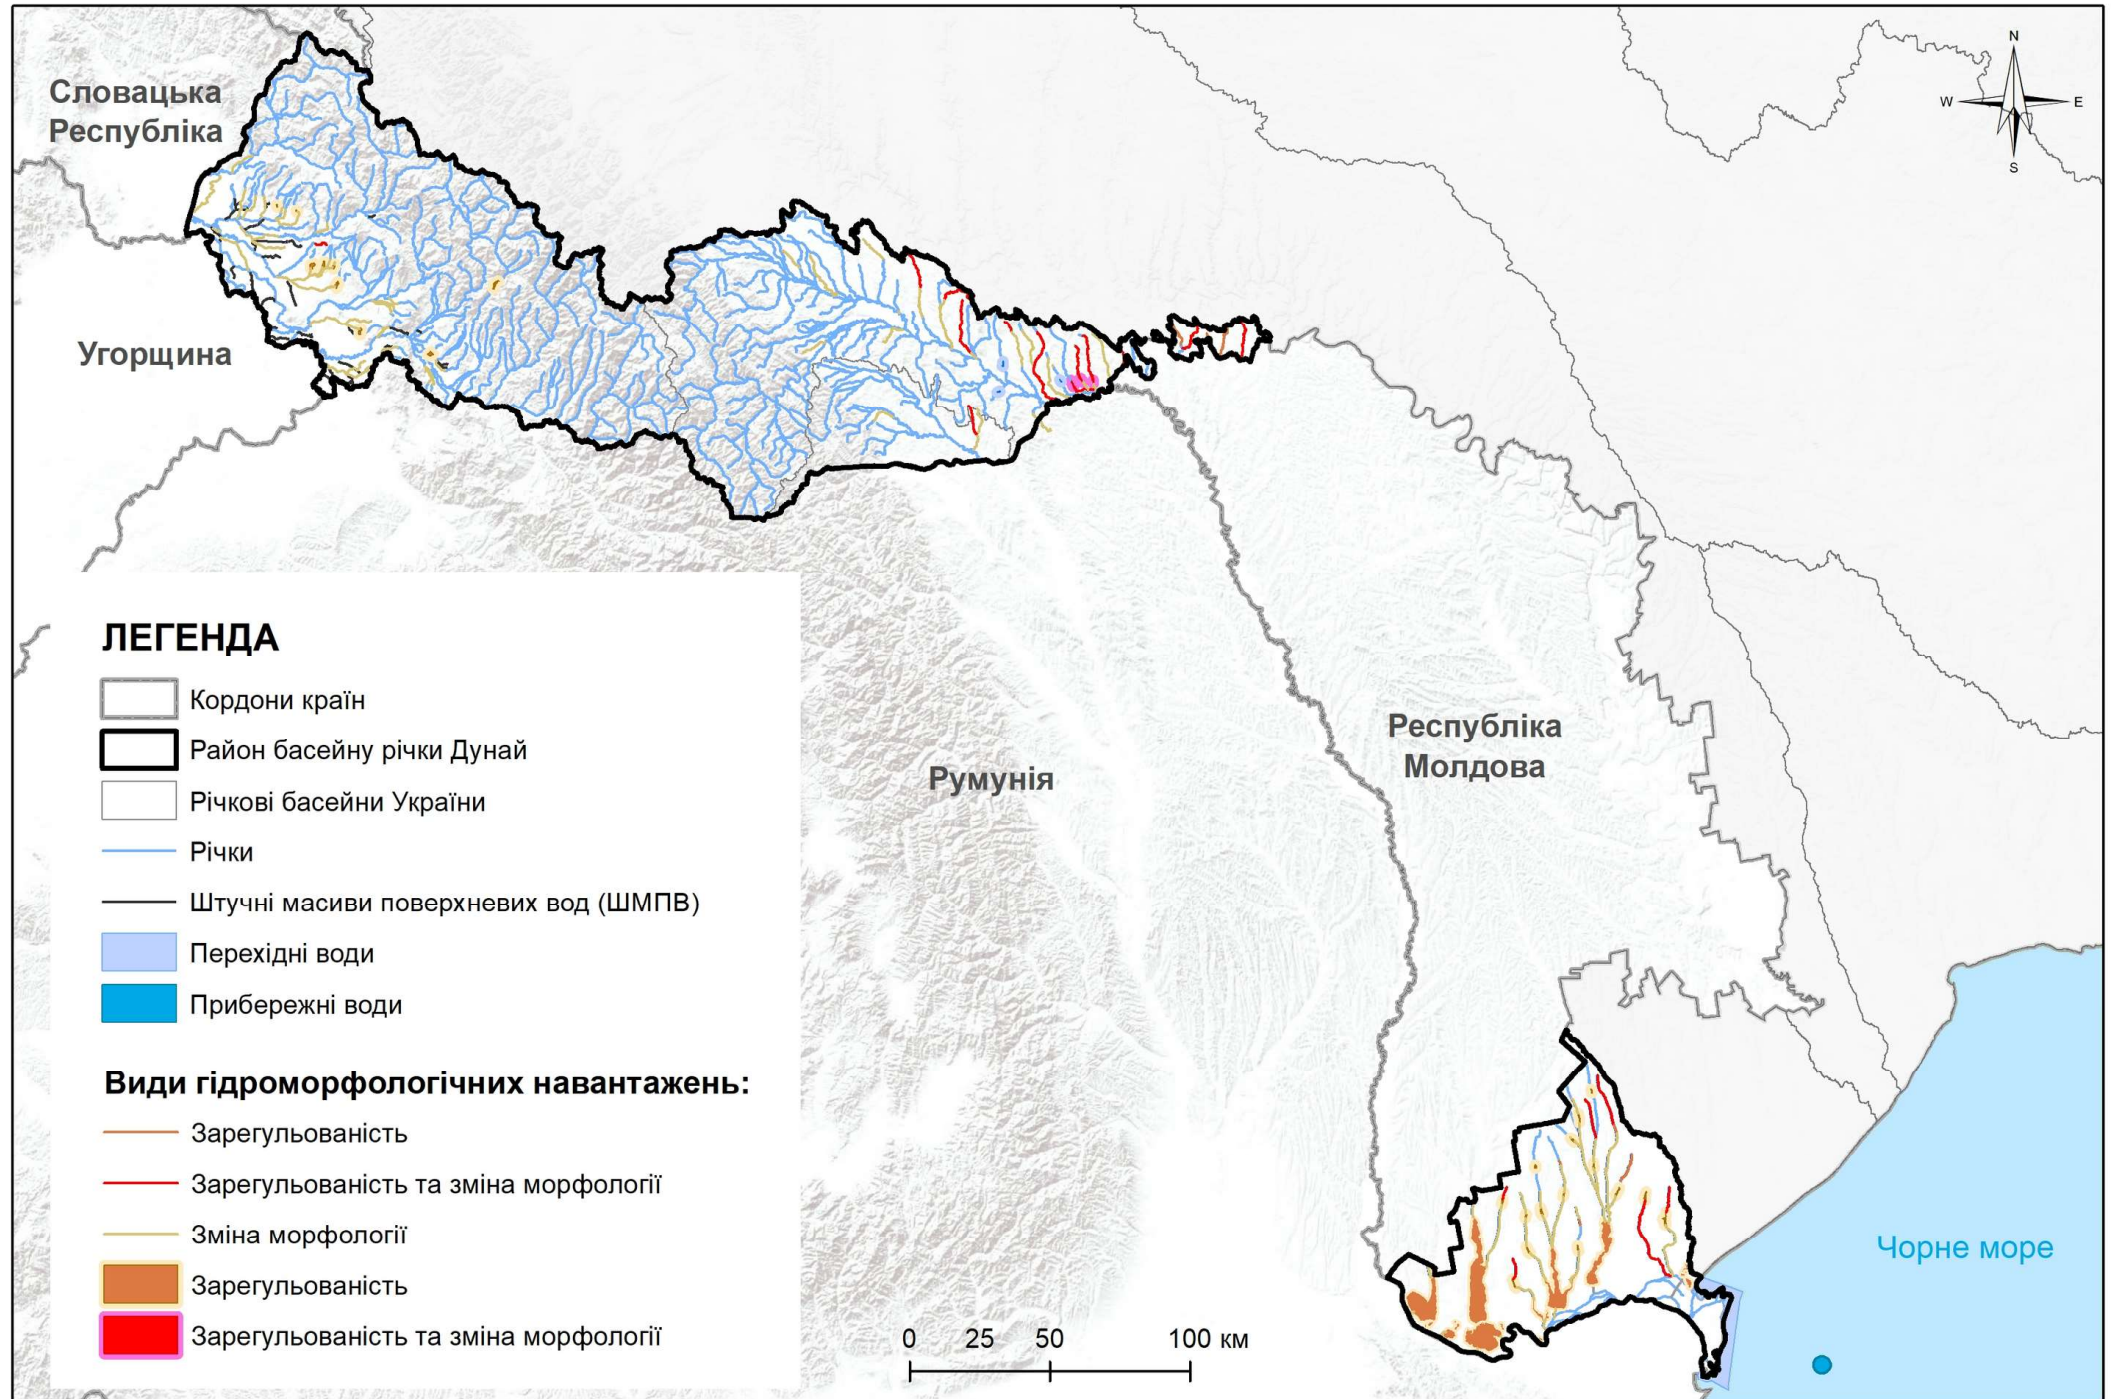 N
W E
S
Словацька
Республіка
Угорщина
Румунія
Республіка
Молдова
Чорне море
ЛЕГЕНДА
Кордони країн
Район басейну річки Дунай
Річкові басейни України
Річки
Штучні масиви поверхневих вод (ШМПВ)
Перехідні води
Прибережні води
Види гідроморфологічних навантажень:
Зарегульованість
Зарегульованість та зміна морфології
Зміна морфології
Зарегульованість
Зарегульованість та зміна морфології
0 25 50 100 км